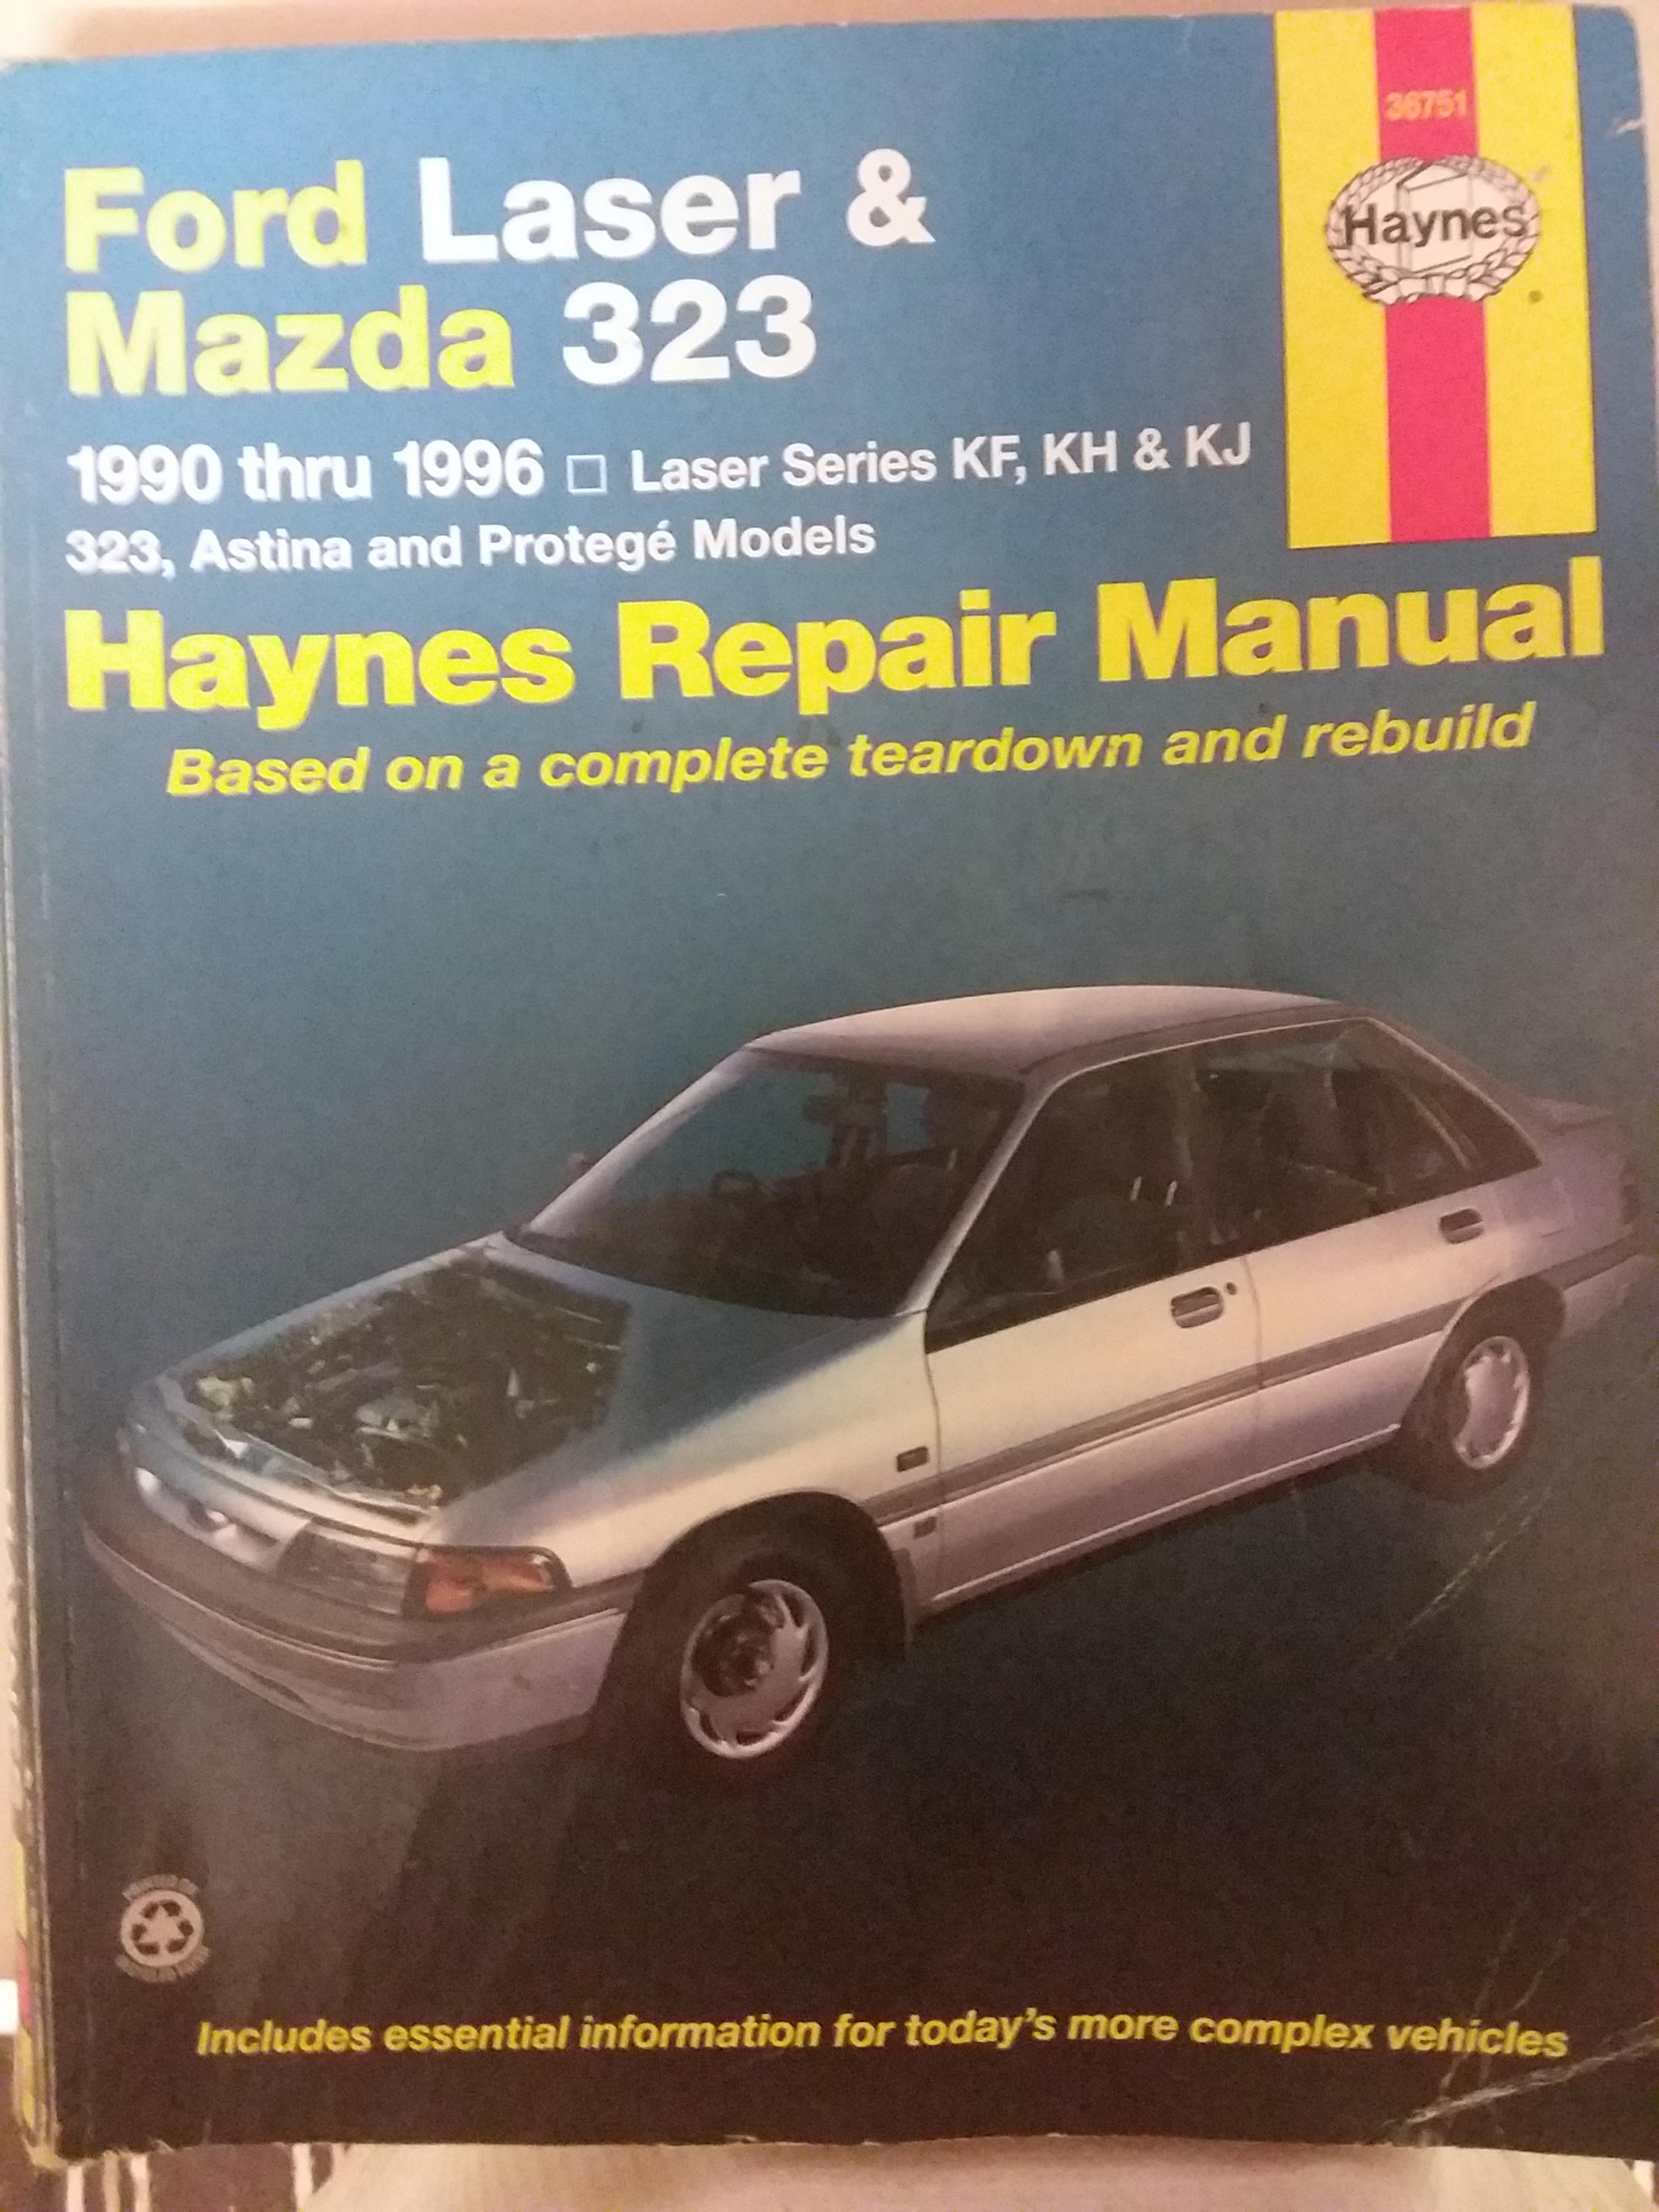 36751
Haynes
Ford Laser &
Mazda 323
1990 thru 1996 □ Laser Series KF, KH & KJ
323, Astina and Protegé Models
Haynes Repair Manual
Based on a complete teardown and rebuild
Includes essential information for today's more complex vehicles